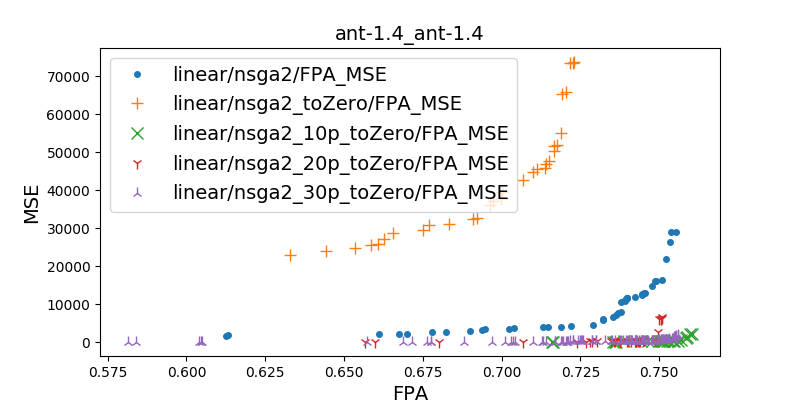 ant-1.4_ant-1.4
70000
60000
50000
40000
30000
20000
10000
0
MSE
linear/nsga2/FPA_MSE
linear/nsga2_toZero/FPA_MSE
linear/nsga2_10p_toZero/FPA_MSE
linear/nsga2_20p_toZero/FPA_MSE
linear/nsga2_30p_toZero/FPA_MSE
0.575 0.600 0.625 0.650 0.675 0.700 0.725 0.750
FPA